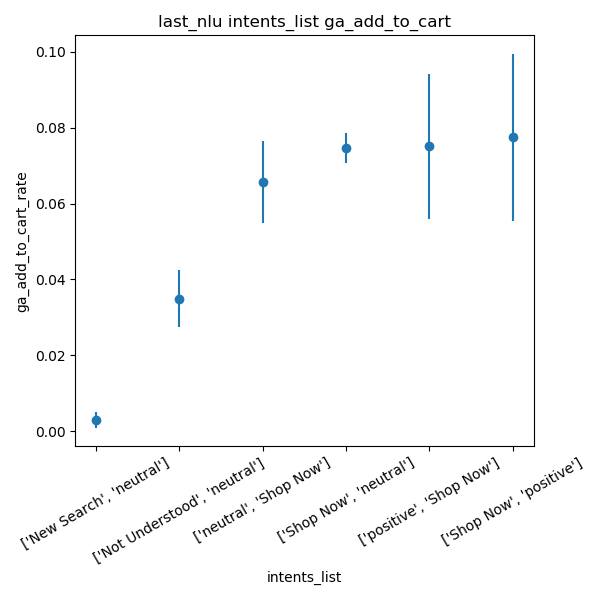 last_nlu intents_list ga_add_to_cart
ga_add_to_cart_rate
0.10
0.08
0.06
0.04
0.02
0.00
['New Search', 'neutral']
['Not Understood', 'neutral']
['neutral', 'Shop Now']
['Shop Now', 'neutral']
['positive', 'Shop Now']
['Shop Now', 'positive']
intents_list